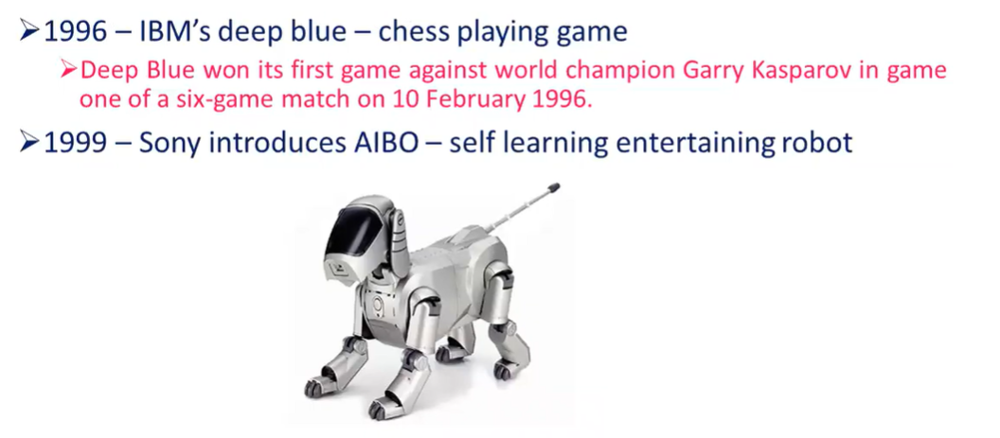 ➢1996 – IBM's deep blue – chess playing game
➢Deep Blue won its first game against world champion Garry Kasparov in game
one of a six-game match on 10 February 1996.
➢1999 – Sony introduces AIBO – self learning entertaining robot